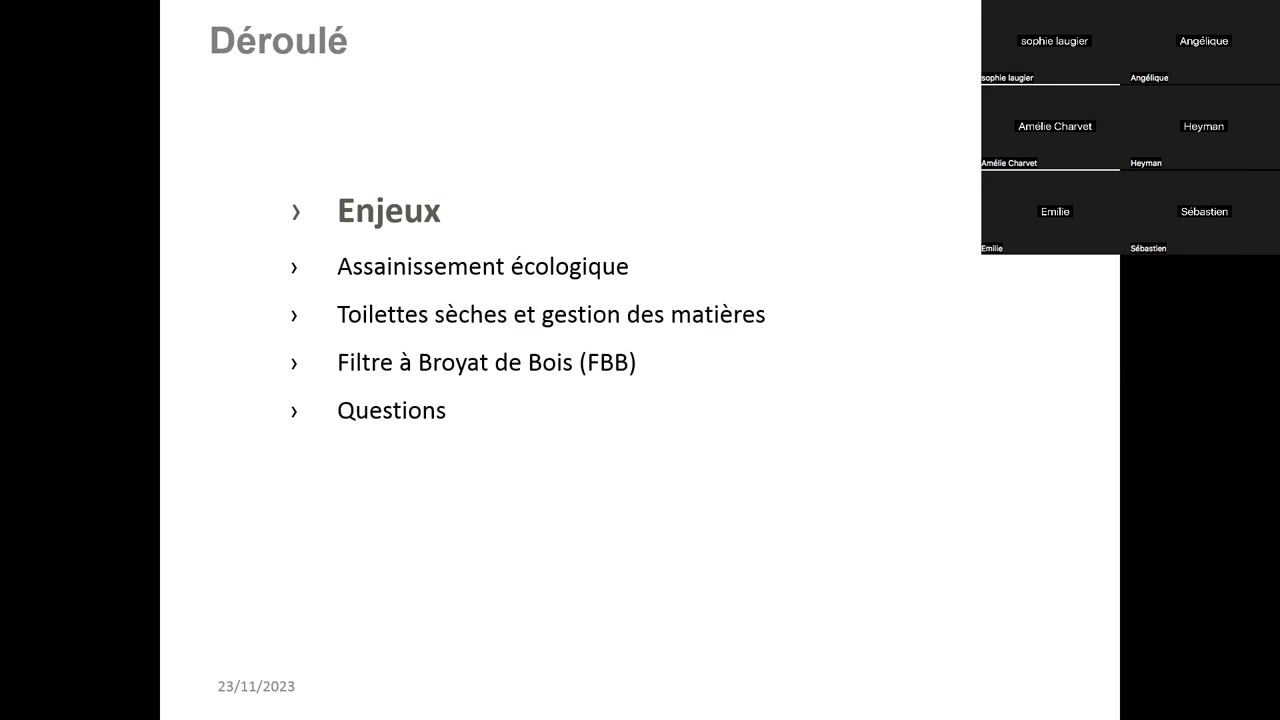 Déroulé
› Enjeux
› Assainissement écologique
› Toilettes sèches et gestion des matières
› Filtre à Broyat de Bois (FBB)
› Questions
23/11/2023
sophie laugier
sophie laugier
Angélique
Angélique
Amélie Charvet
Amélie Charvet
Heyman
Heyman
Emilie
Emilie
Sébastien
Sébastien